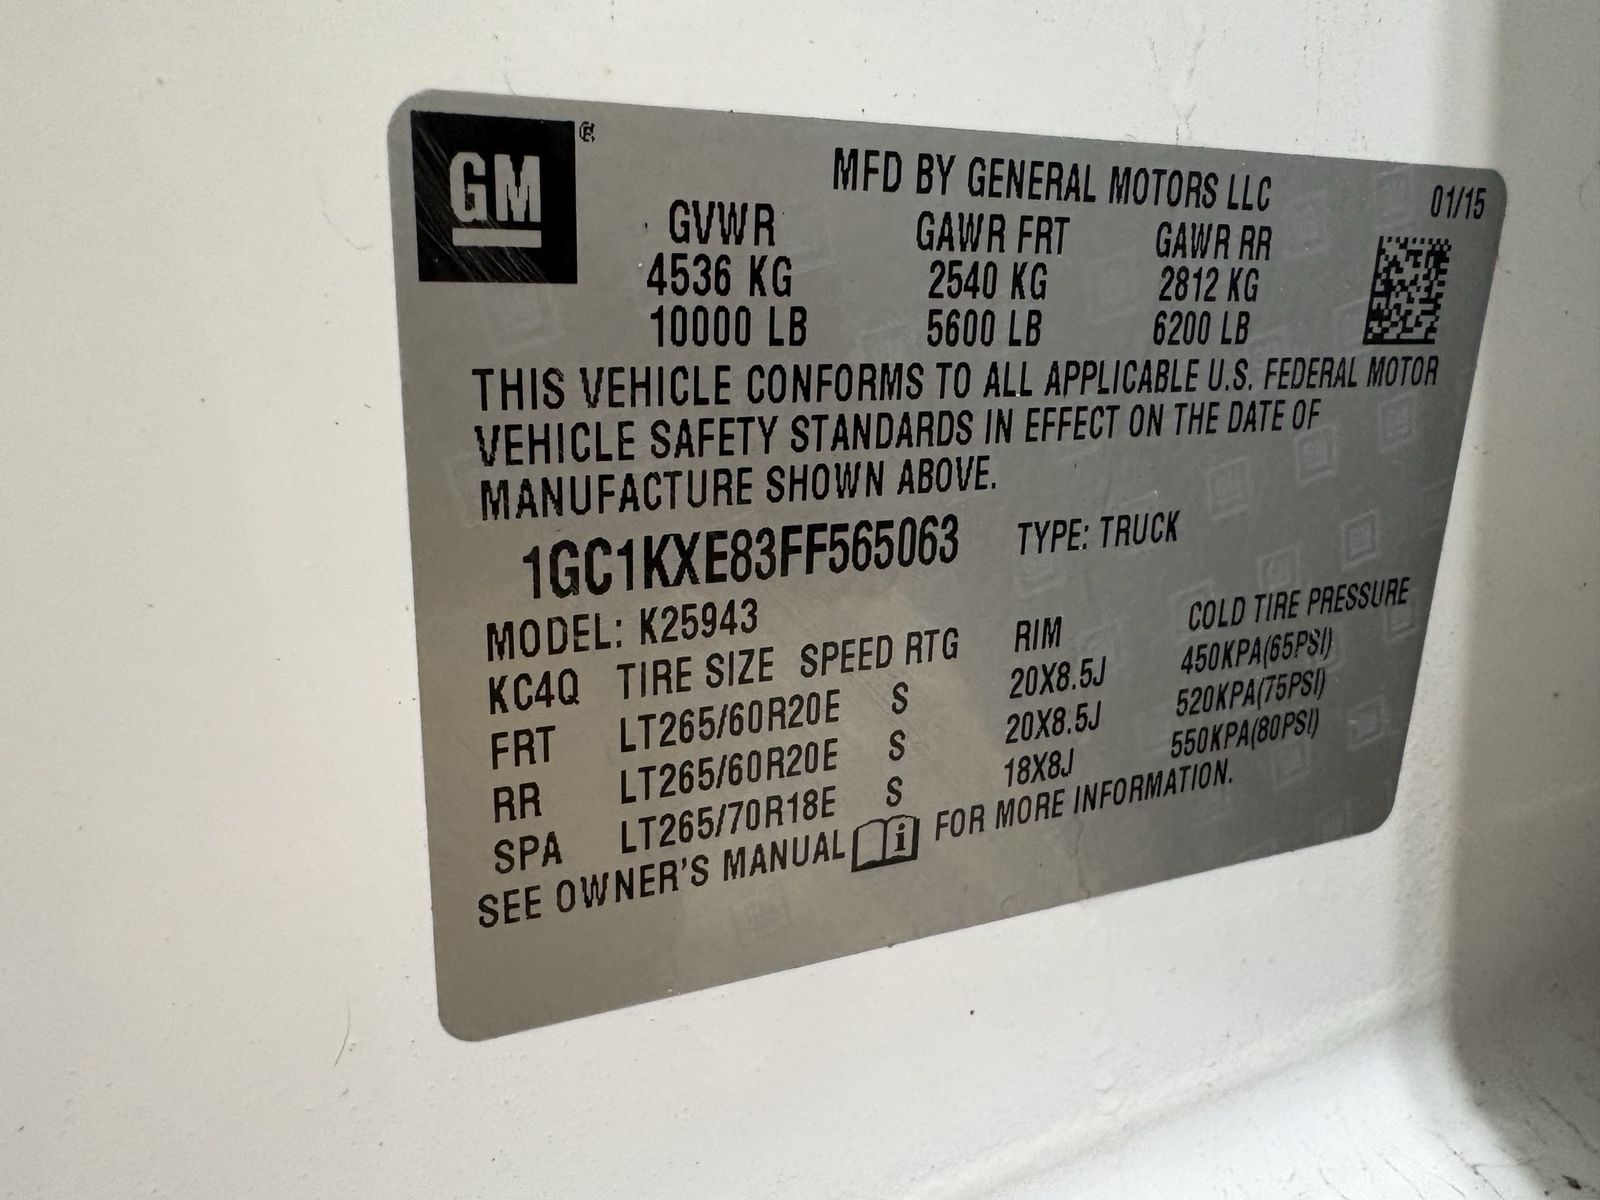 GM ®
MFD BY GENERAL MOTORS LLC 01/15
GVWR GAWR FRT GAWR RR
4536 KG 2540 KG 2812 KG
10000 LB 5600 LB 6200 LB
THIS VEHICLE CONFORMS TO ALL APPLICABLE U.S. FEDERAL MOTOR
VEHICLE SAFETY STANDARDS IN EFFECT ON THE DATE OF
MANUFACTURE SHOWN ABOVE.
1GC1KXE83FF565063 TYPE: TRUCK
MODEL: K25943
KC4Q TIRE SIZE SPEED RTG RIM COLD TIRE PRESSURE
FRT LT265/60R20E S 20X8.5J 450KPA(65PSI)
RR LT265/60R20E S 20X8.5J 520KPA(75PSI)
SPA LT265/70R18E S 18X8J 550KPA(80PSI)
SEE OWNER'S MANUAL i FOR MORE INFORMATION.